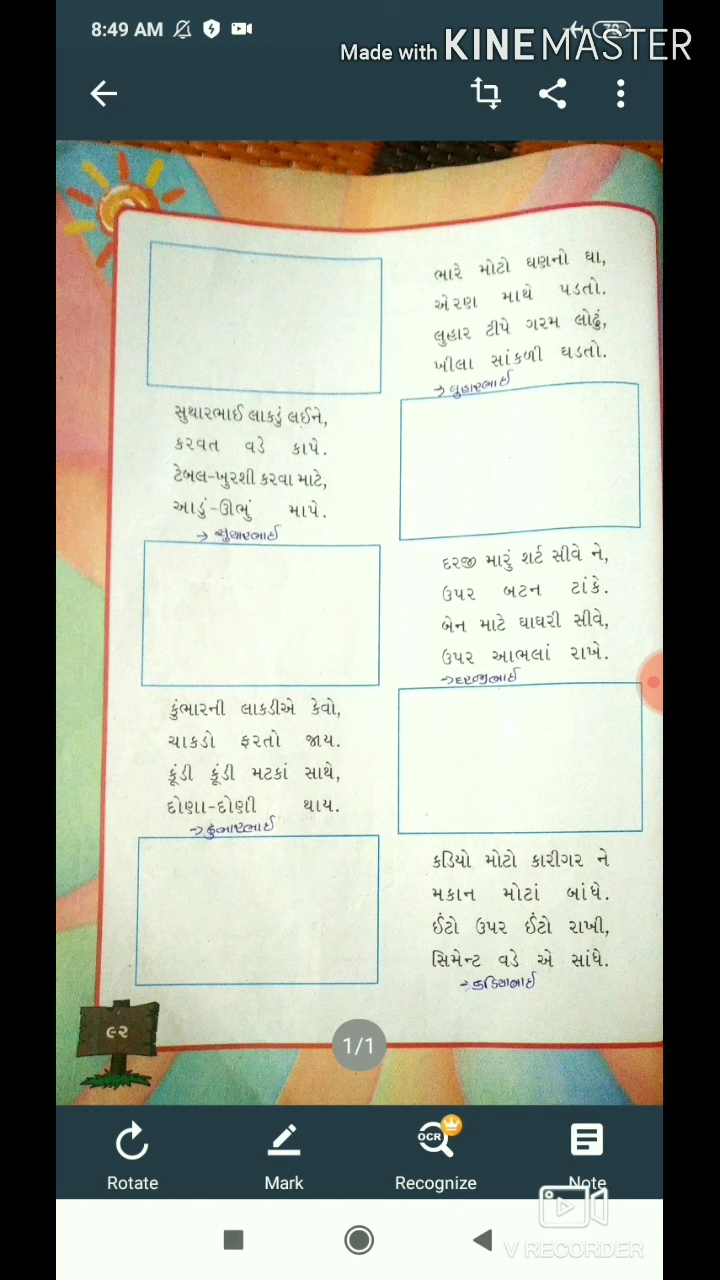 8:49 AM
Made with KINEMASTER
ભારે મોટો ઘણનો ઘા,
એરણ માથે પડતો.
લુહાર ટીપે ગરમ લોઢું,
ખીલા સાંકળી ઘડતો.
→ લુહારભાઈ
સુથારભાઈ લાકડું લઈને,
કરવત વડે કાપે.
ટેબલ-ખુરશી કરવા માટે,
આડું-ઊભું માપે.
→ સુથારભાઈ
દરજી મારું શર્ટ સીવે ને,
ઉપર બટન ટાંકે.
બેન માટે ઘાઘરી સીવે,
ઉપર આભલાં રાખે.
→ દરજીભાઈ
કુંભારની લાકડીએ કેવો,
ચાકડો ફરતો જાય.
કૂંડી કૂંડી મટકાં સાથે,
દોણા-દોણી થાય.
→ કુંભારભાઈ
કડિયો મોટો કારીગર ને
મકાન મોટાં બાંધે.
ઈંટો ઉપર ઈંટો રાખી,
સિમેન્ટ વડે એ સાંધે.
→ કડિયાભાઈ
૯૨
1/1
OCR
Rotate Mark Recognize Note
V RECORDER